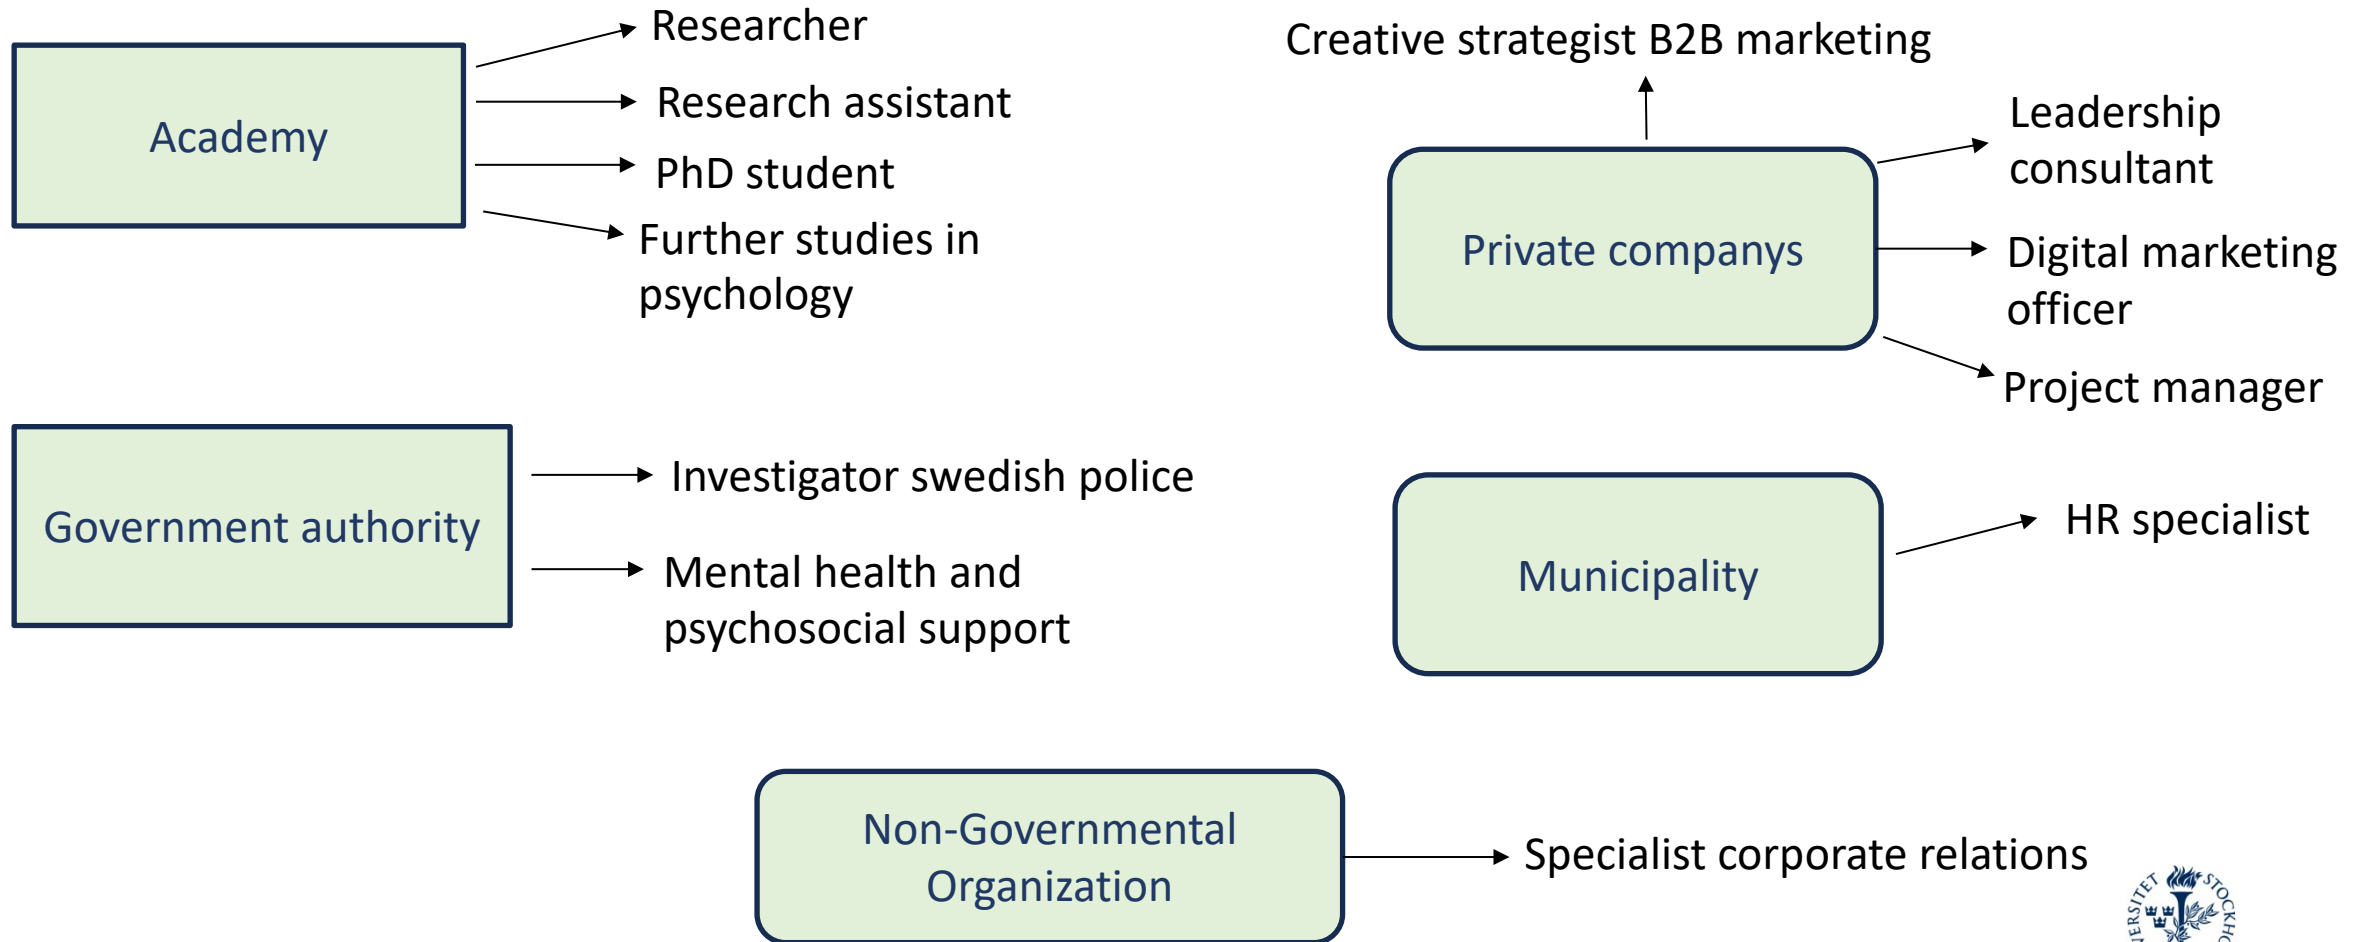 Academy
Researcher
Research assistant
PhD student
Further studies in
psychology
Creative strategist B2B marketing
Private companys
Leadership
consultant
Digital marketing
officer
Project manager
Government authority
Investigator swedish police
Mental health and
psychosocial support
Municipality
HR specialist
Non-Governmental
Organization
Specialist corporate relations